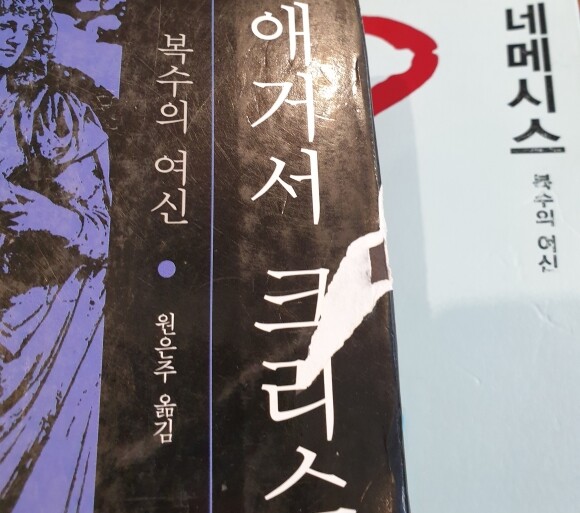 복수의 여신
원은주 옮김
애거서 크리스
네메시스
복수의 여신